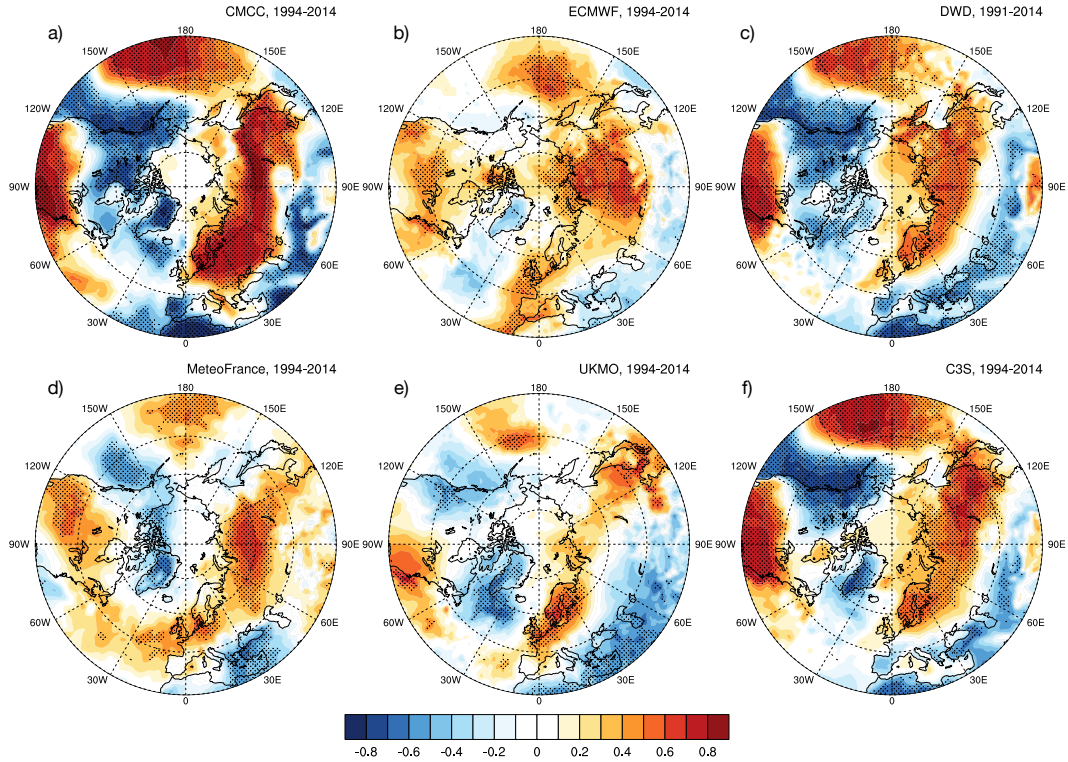 CMCC, 1994-2014
ECMWF, 1994-2014
DWD, 1991-2014
a)
180
b)
180
c)
180
150W
150E
150W
150E
150W
150E
120W
120E
120W
120E
120W
120E
90W
90E
90W
90E
90W
90E
60W
60E
60W
60E
60W
60E
30W
30E
30W
30E
30W
30E
0
0
0
MeteoFrance, 1994-2014
UKMO, 1994-2014
C3S, 1994-2014
d)
180
e)
180
f)
180
150W
150E
150W
150E
150W
150E
120W
120E
120W
120E
120W
120E
90W
90E
90W
90E
90W
90E
60W
60E
60W
60E
60W
60E
30W
30E
30W
30E
30W
30E
0
0
0
-0.8 -0.6 -0.4 -0.2 0 0.2 0.4 0.6 0.8